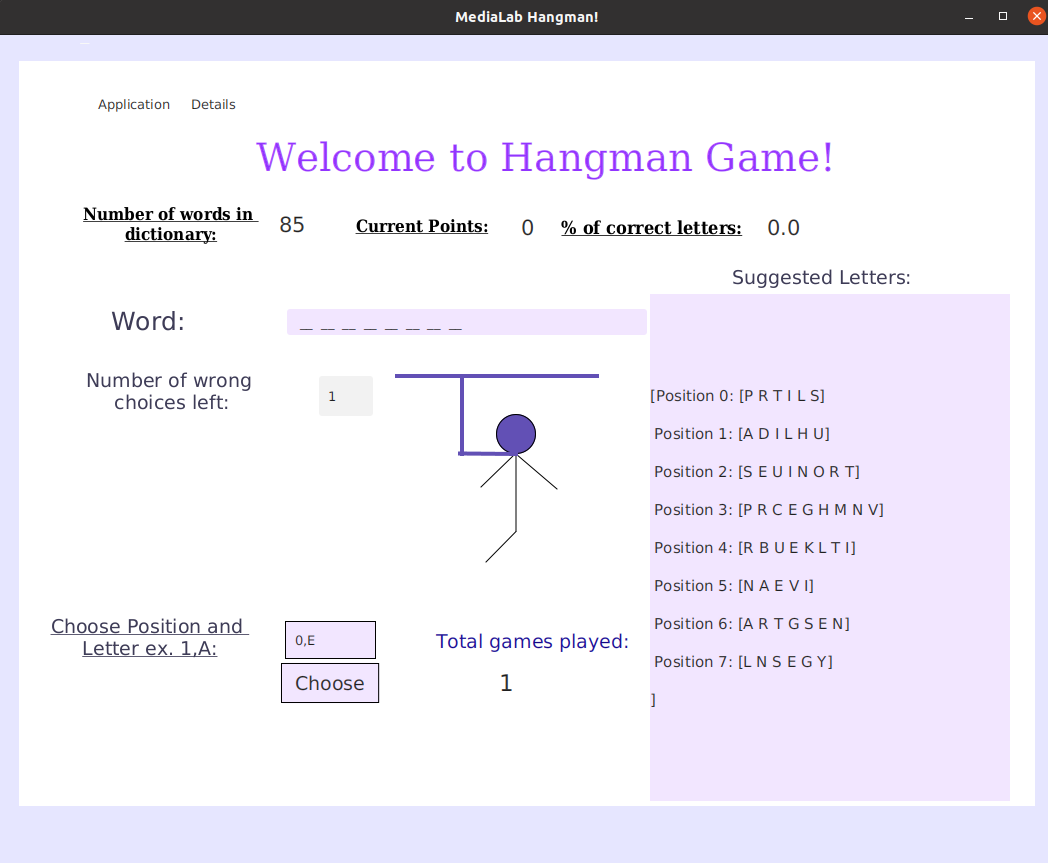 MediaLab Hangman!
Application Details
Welcome to Hangman Game!
Number of words in
dictionary:
85
Current Points:
0
% of correct letters:
0.0
Suggested Letters:
Word:
_ _ _ _ _ _ _ _
Number of wrong
choices left:
1
[Position 0: [P R T I L S]
Position 1: [A D I L H U]
Position 2: [S E U I N O R T]
Position 3: [P R C E G H M N V]
Position 4: [R B U E K L T I]
Position 5: [N A E V I]
Position 6: [A R T G S E N]
Position 7: [L N S E G Y]
]
Choose Position and
Letter ex. 1,A:
0,E
Choose
Total games played:
1